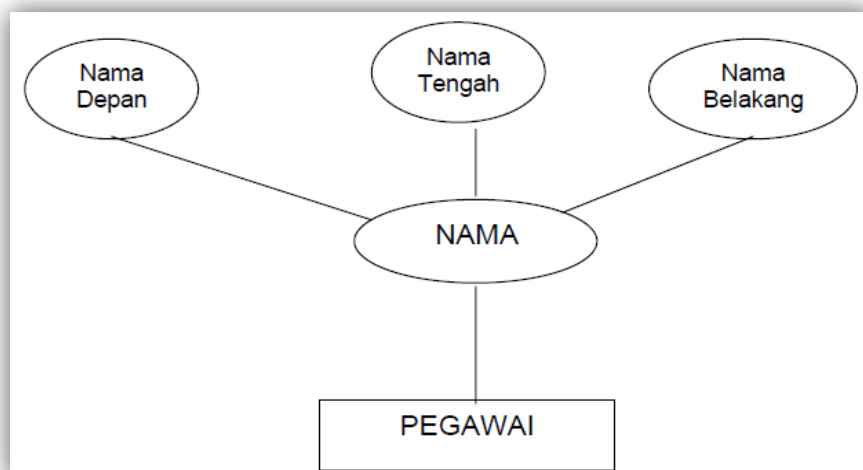 Nama
Depan
Nama
Tengah
Nama
Belakang
NAMA
PEGAWAI